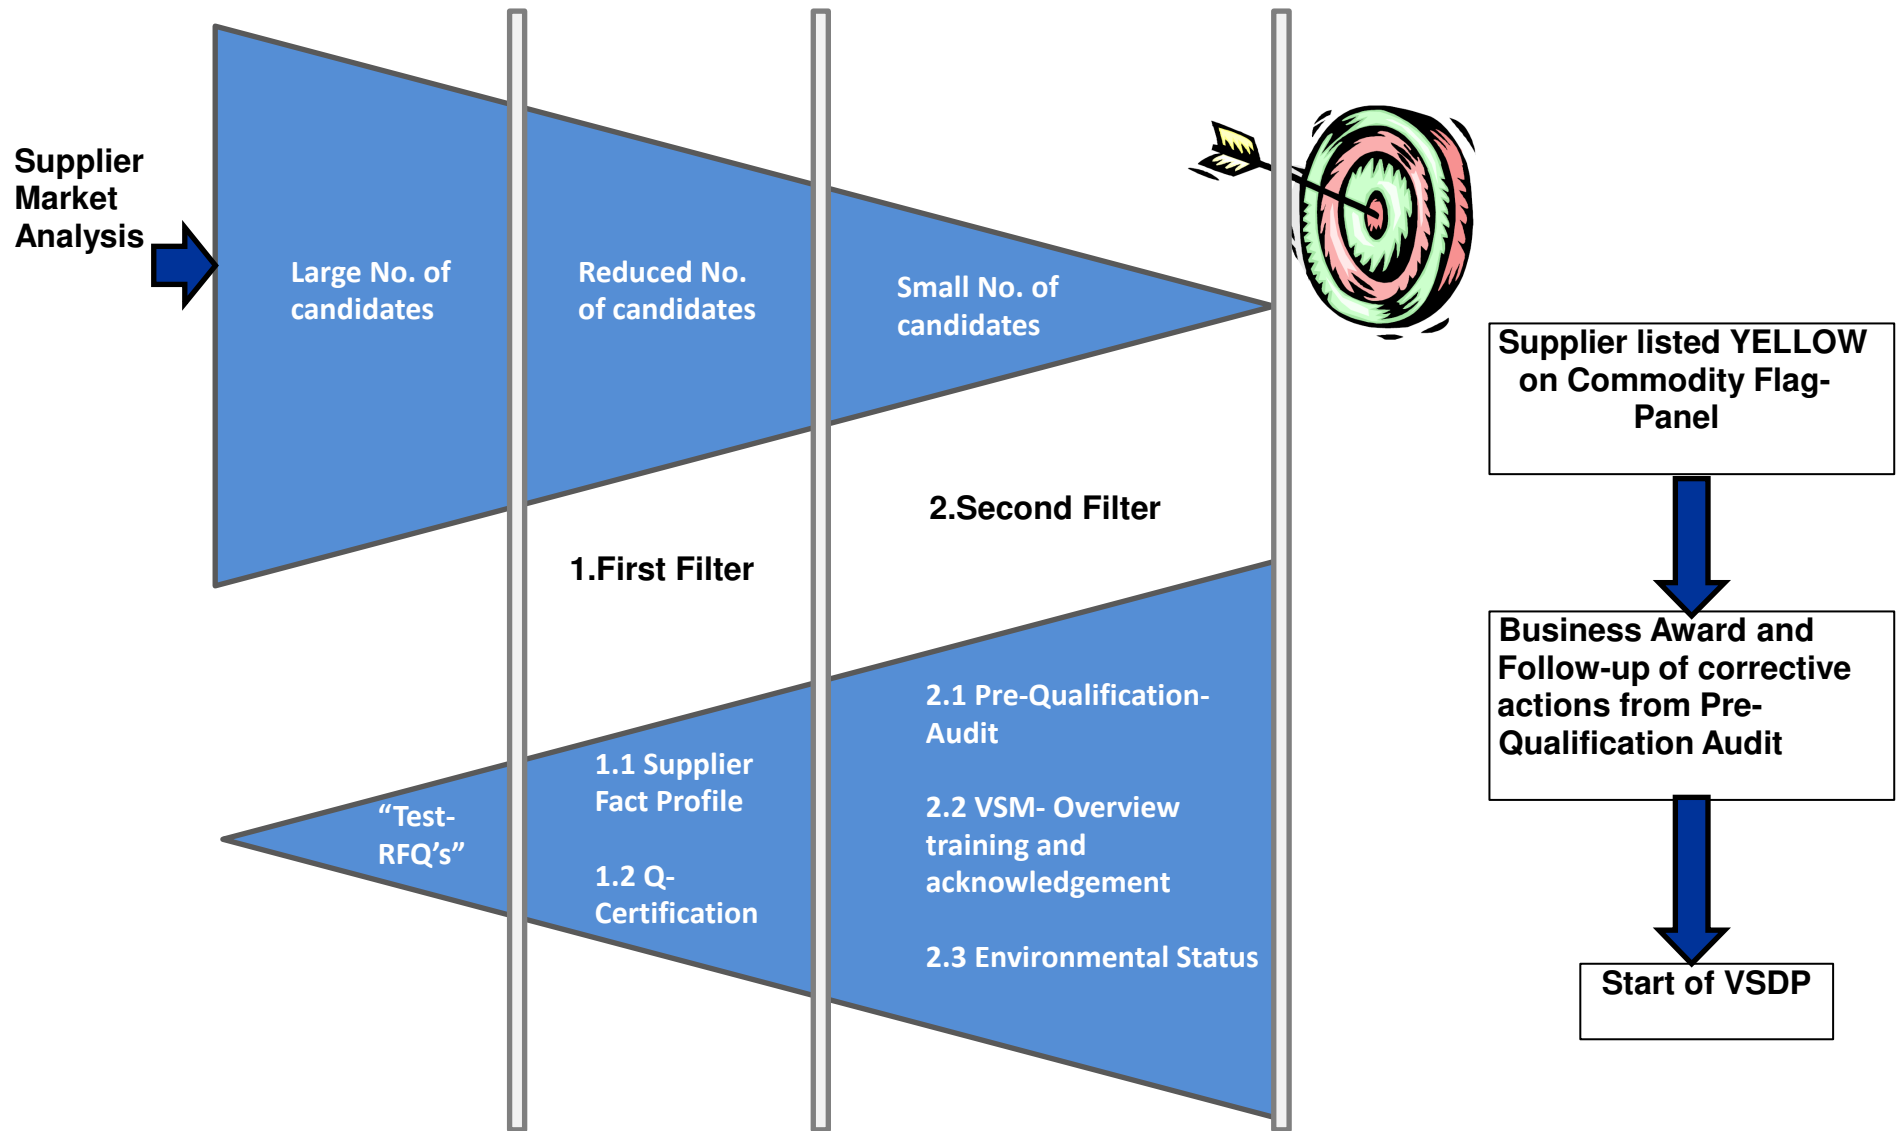 Supplier
Market
Analysis
Large No. of
candidates
Reduced No.
of candidates
Small No. of
candidates
1.First Filter
2.Second Filter
“Test-
RFQ’s”
1.1 Supplier
Fact Profile
1.2 Q-
Certification
2.1 Pre-Qualification-
Audit
2.2 VSM- Overview
training and
acknowledgement
2.3 Environmental Status
Supplier listed YELLOW
on Commodity Flag-
Panel
Business Award and
Follow-up of corrective
actions from Pre-
Qualification Audit
Start of VSDP